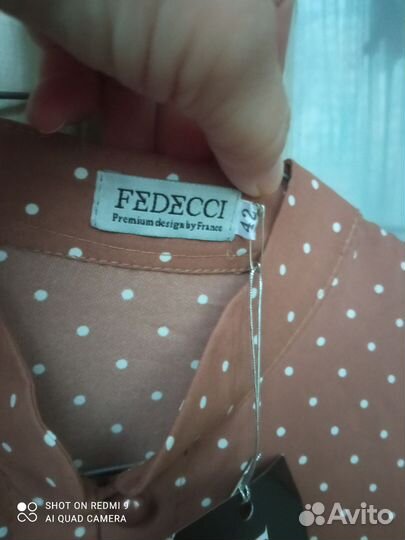 FEDECCI
Premium design by France
42
SHOT ON REDMI 9
AI QUAD CAMERA
Avito